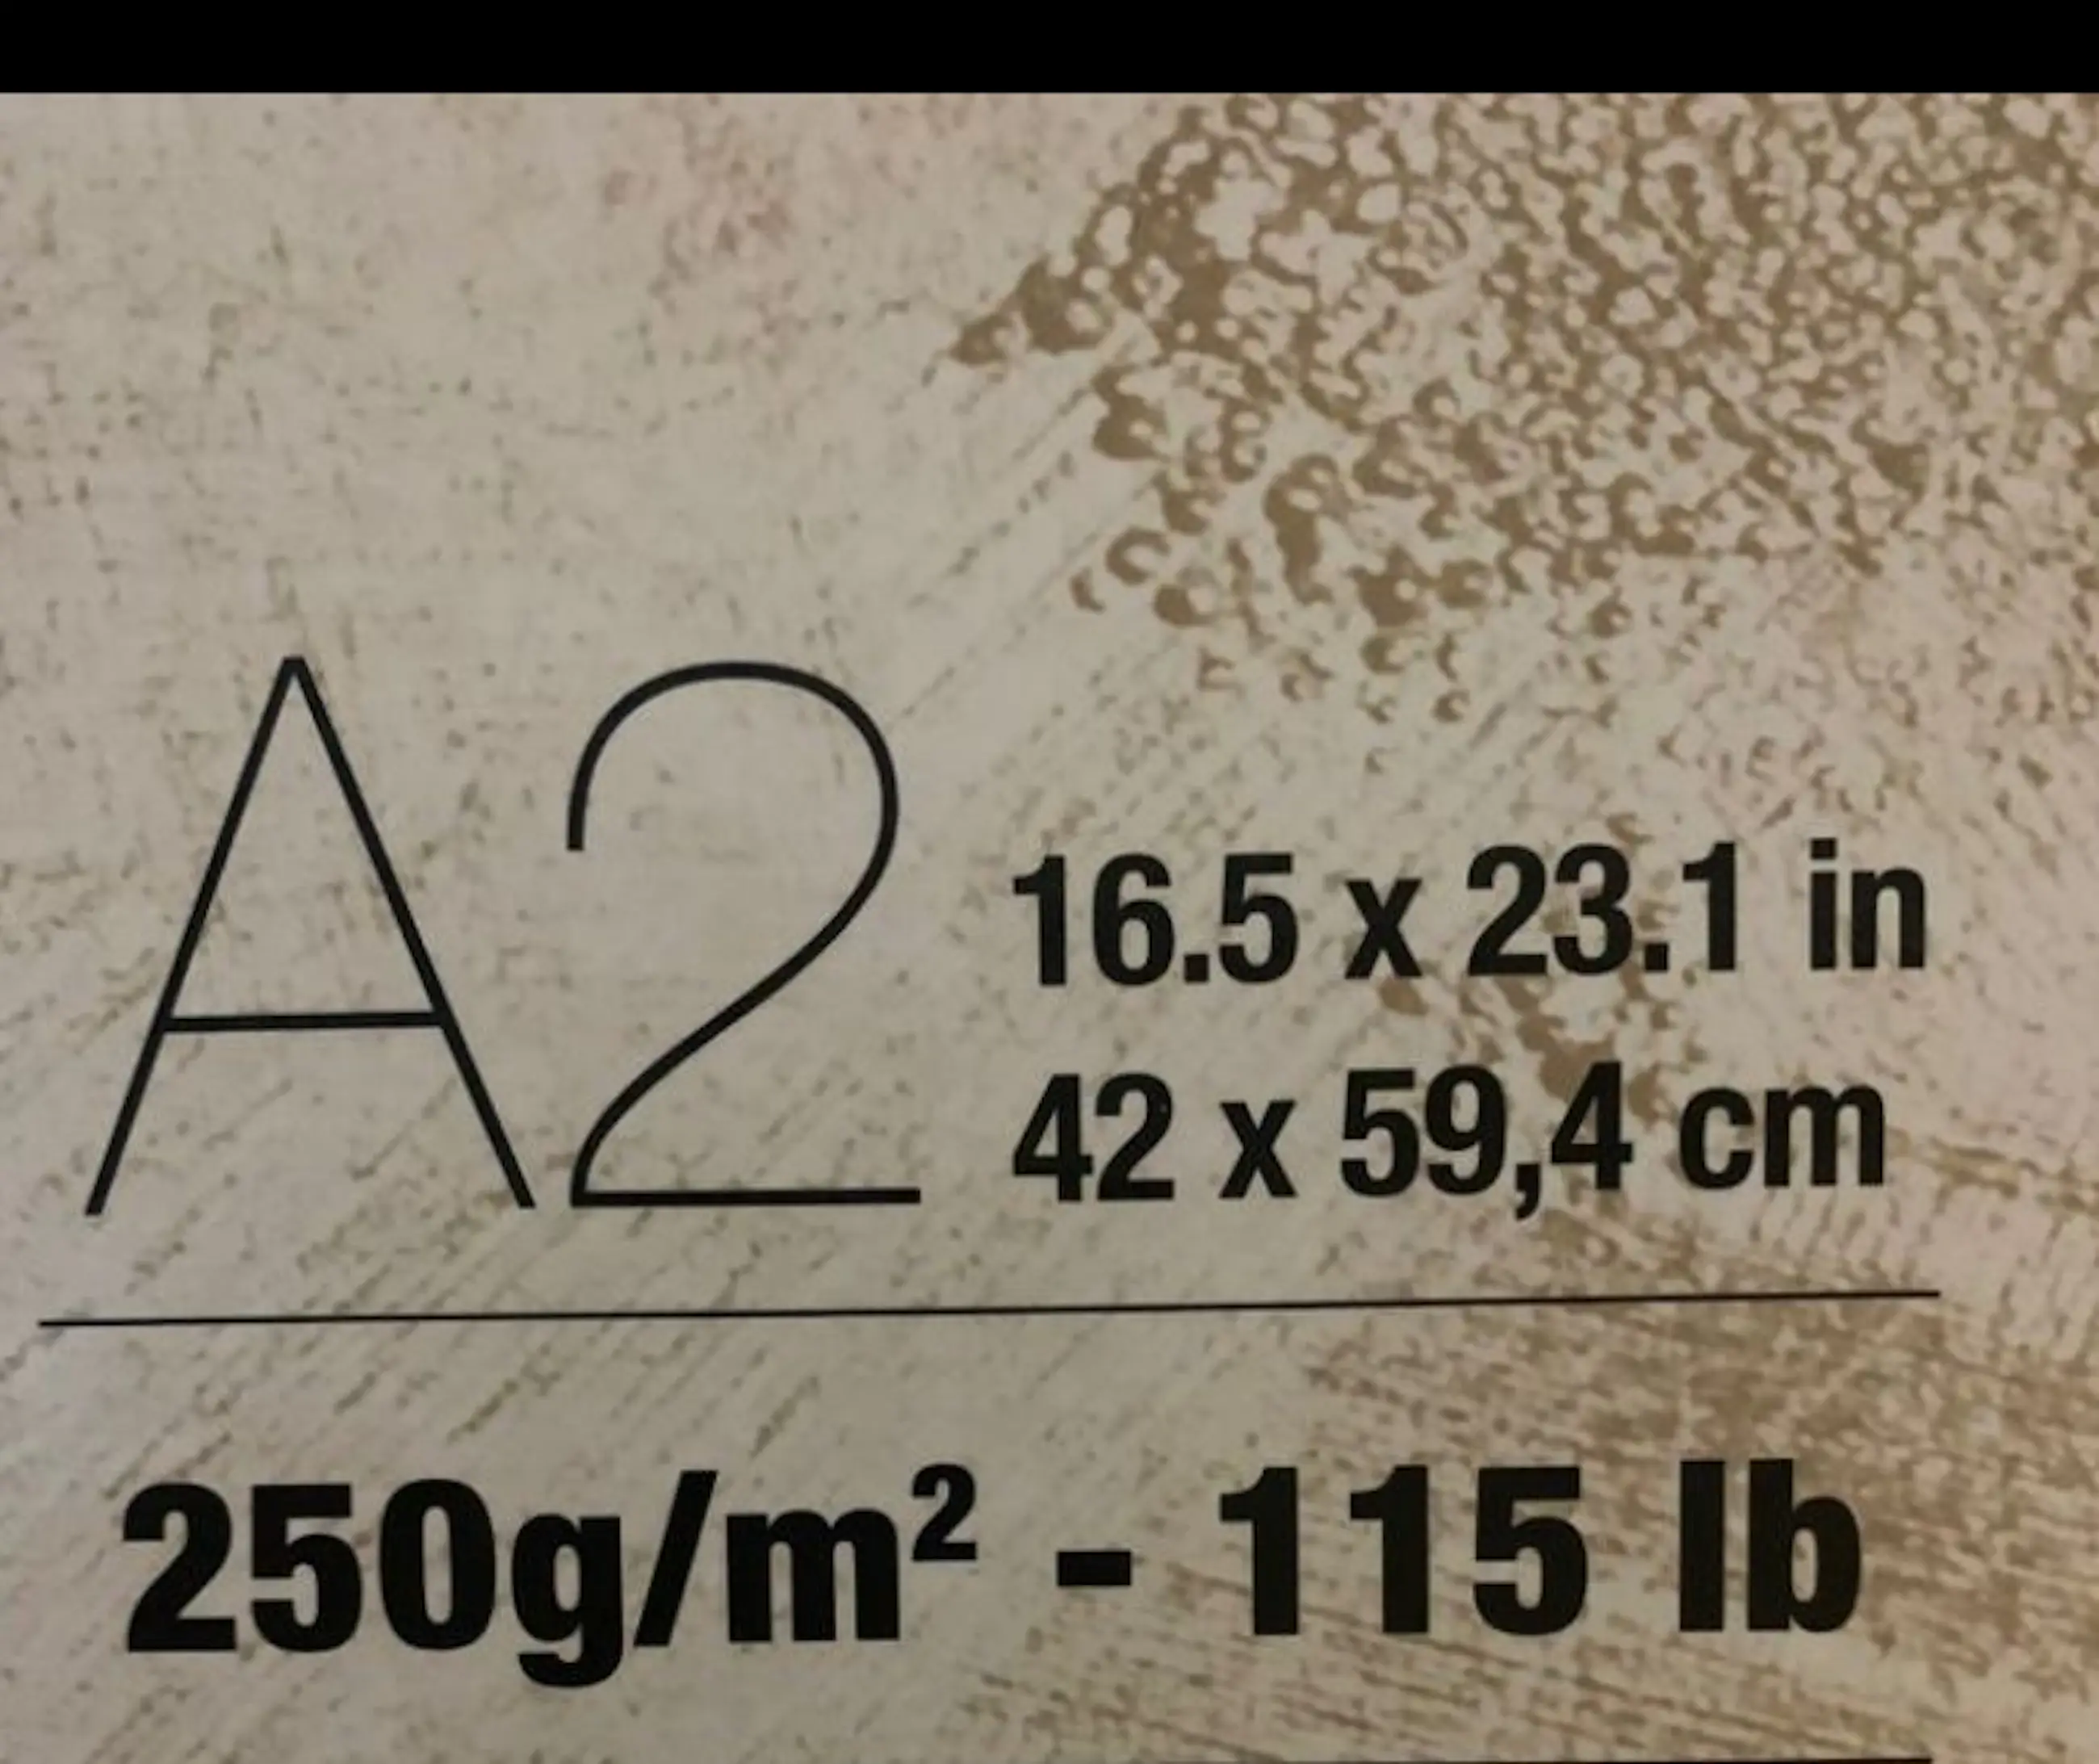 A2
16.5 x 23.1 in
42 x 59,4 cm
250g/m² - 115 lb